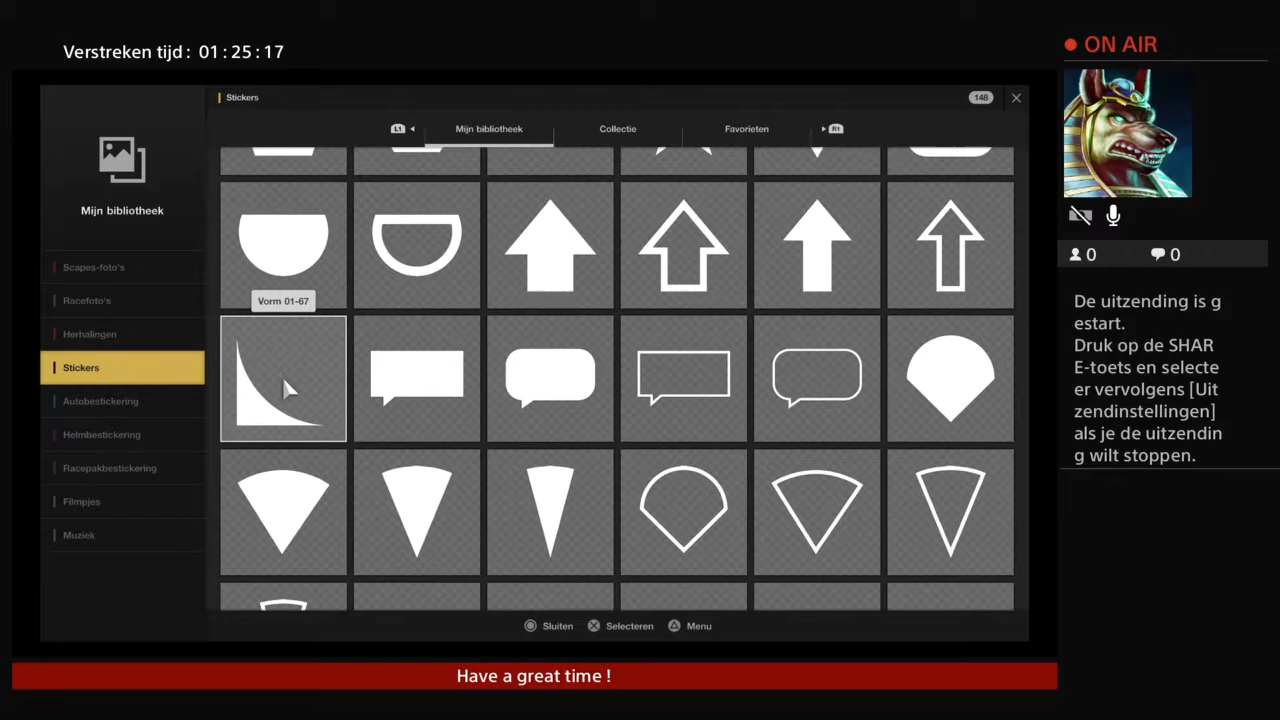 Verstreken tijd : 01 : 25 : 17
ON AIR
Stickers
148
L1
Mijn bibliotheek
Collectie
Favorieten
R1
Mijn bibliotheek
Scapes-foto's
Racefoto's
Herhalingen
Stickers
Autobestickering
Helmbestickering
Racepakbestickering
Filmpjes
Muziek
Vorm 01-67
Sluiten
Selecteren
Menu
0
0
De uitzending is g
estart.
Druk op de SHAR
E-toets en selecte
er vervolgens [Uit
zendinstellingen]
als je de uitzendin
g wilt stoppen.
Have a great time !